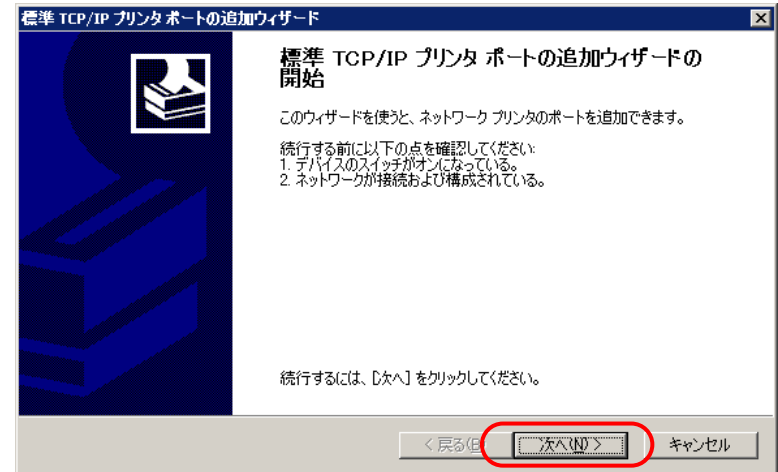 標準 TCP/IP プリンタ ポートの追加ウィザード
標準 TCP/IP プリンタ ポートの追加ウィザードの
開始
このウィザードを使うと、ネットワーク プリンタのポートを追加できます。
続行する前に以下の点を確認してください:
1. デバイスのスイッチがオンになっている。
2. ネットワークが接続および構成されている。
続行するには、[次へ] をクリックしてください。
< 戻る(B
次へ(N) >
キャンセル